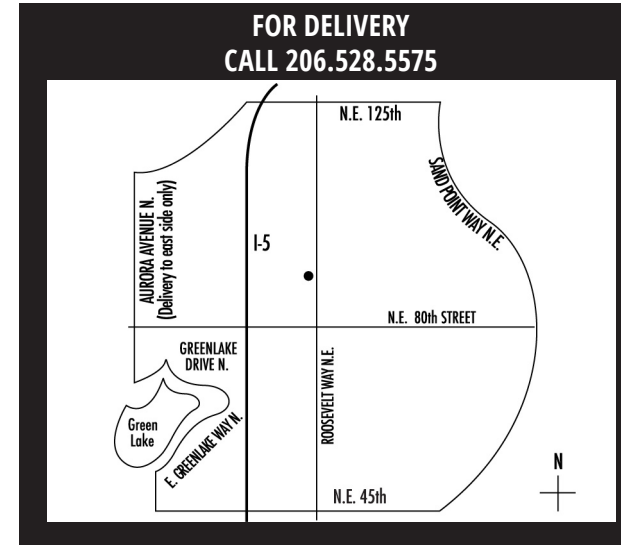 FOR DELIVERY
CALL 206.528.5575
N.E. 125th
SAND POINT WAY N.E.
AURORA AVENUE N.
(Delivery to east side only)
I-5
N.E. 80th STREET
GREENLAKE
DRIVE N.
ROOSEVELT WAY N.E.
Green
Lake
E. GREENLAKE WAY N.
N.E. 45th
N